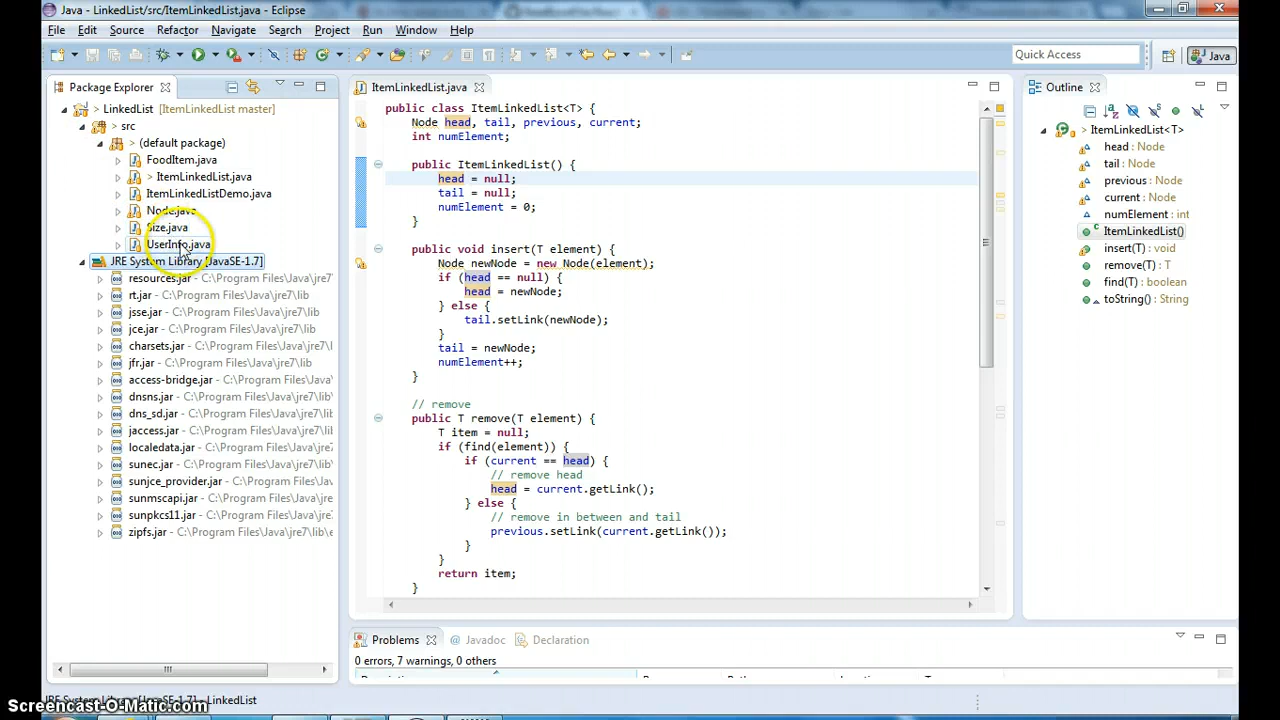 Java - LinkedList/src/ItemLinkedList.java - Eclipse
File Edit Source Refactor Navigate Search Project Run Window Help
Quick Access
Java
Package Explorer
LinkedList [ItemLinkedList master]
> src
> (default package)
FoodItem.java
> ItemLinkedList.java
ItemLinkedListDemo.java
Node.java
Size.java
UserInfo.java
JRE System Library [JavaSE-1.7]
resources.jar - C:\Program Files\Java\jre7\lib
rt.jar - C:\Program Files\Java\jre7\lib
jsse.jar - C:\Program Files\Java\jre7\lib
jce.jar - C:\Program Files\Java\jre7\lib
charsets.jar - C:\Program Files\Java\jre7
jfr.jar - C:\Program Files\Java\jre7\lib
access-bridge.jar - C:\Program Files\Java\
dnsns.jar - C:\Program Files\Java\jre7\li
dns_sd.jar - C:\Program Files\Java\jre7\li
jaccess.jar - C:\Program Files\Java\jre7\l
localedata.jar - C:\Program Files\Java\jre
sunec.jar - C:\Program Files\Java\jre7\lib
sunjce_provider.jar - C:\Program Files\Ja
sunmscapi.jar - C:\Program Files\Java\jre
sunpkcs11.jar - C:\Program Files\Java\jre
zipfs.jar - C:\Program Files\Java\jre7\lib\e
ItemLinkedList.java
public class ItemLinkedList<T> {
Node head, tail, previous, current;
int numElement;
public ItemLinkedList() {
head = null;
tail = null;
numElement = 0;
}
public void insert(T element) {
Node newNode = new Node(element);
if (head == null) {
head = newNode;
} else {
tail.setLink(newNode);
}
tail = newNode;
numElement++;
}
// remove
public T remove(T element) {
T item = null;
if (find(element)) {
if (current == head) {
// remove head
head = current.getLink();
} else {
// remove in between and tail
previous.setLink(current.getLink());
}
}
return item;
}
Outline
ItemLinkedList<T>
head : Node
tail : Node
previous : Node
current : Node
numElement : int
ItemLinkedList()
insert(T) : void
remove(T) : T
find(T) : boolean
toString() : String
Problems @ Javadoc Declaration
0 errors, 7 warnings, 0 others
LinkedList
Screencast-O-Matic.com